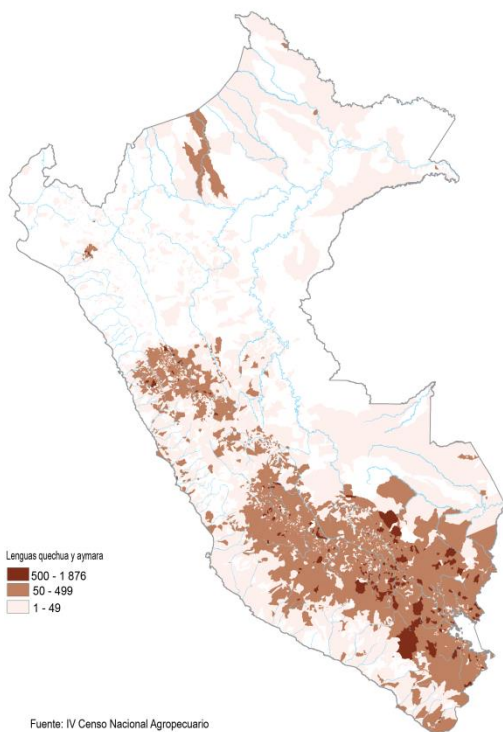 Lenguas quechua y aymara
500 - 1 876
50 - 499
1 - 49
Fuente: IV Censo Nacional Agropecuario